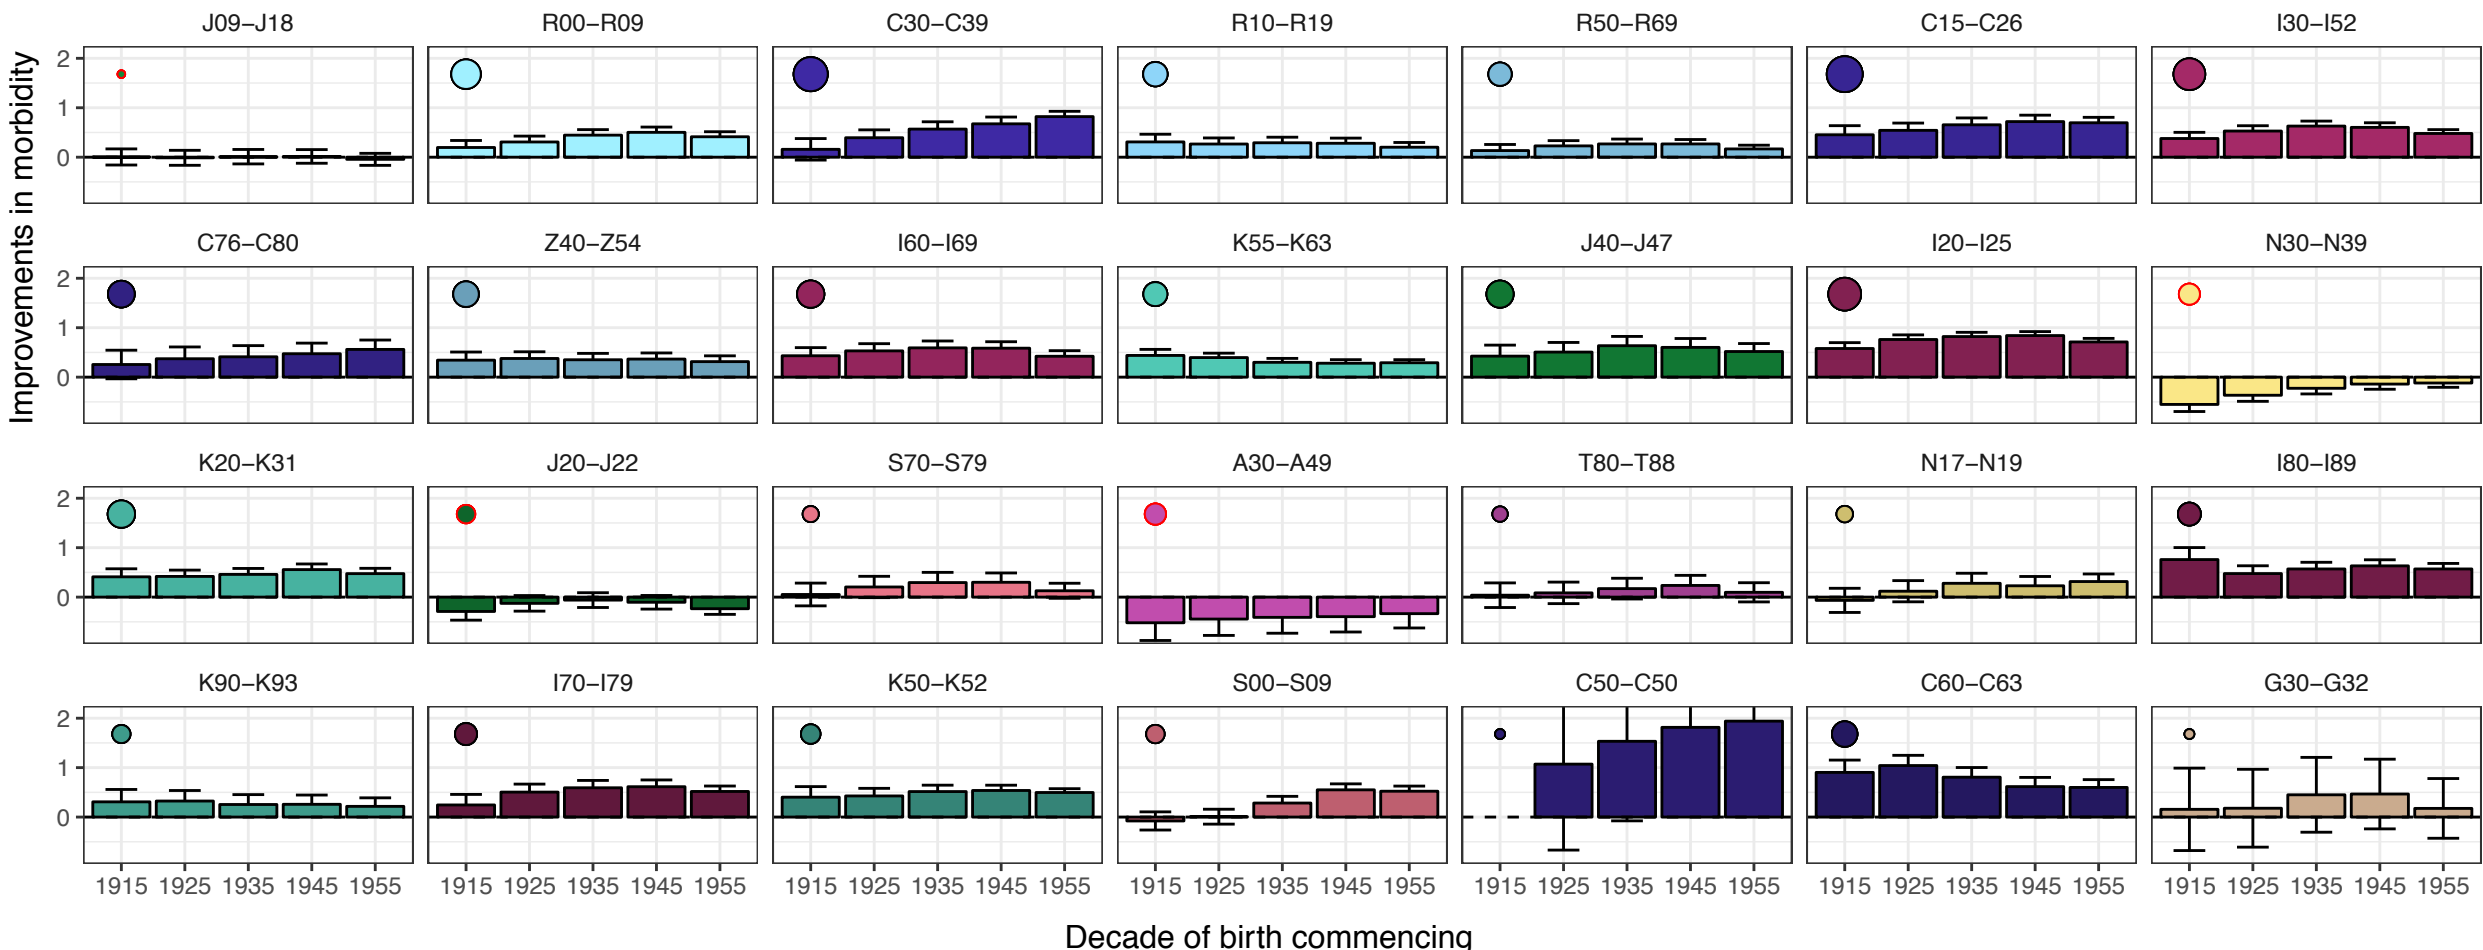 J09–J18 R00–R09 C30–C39 R10–R19 R50–R69 C15–C26 I30–I52
Improvements in morbidity
2
1
0
C76–C80 Z40–Z54 I60–I69 K55–K63 J40–J47 I20–I25 N30–N39
2
1
0
K20–K31 J20–J22 S70–S79 A30–A49 T80–T88 N17–N19 I80–I89
2
1
0
K90–K93 I70–I79 K50–K52 S00–S09 C50–C50 C60–C63 G30–G32
2
1
0
1915 1925 1935 1945 1955 1915 1925 1935 1945 1955 1915 1925 1935 1945 1955 1915 1925 1935 1945 1955 1915 1925 1935 1945 1955 1915 1925 1935 1945 1955 1915 1925 1935 1945 1955
Decade of birth commencing